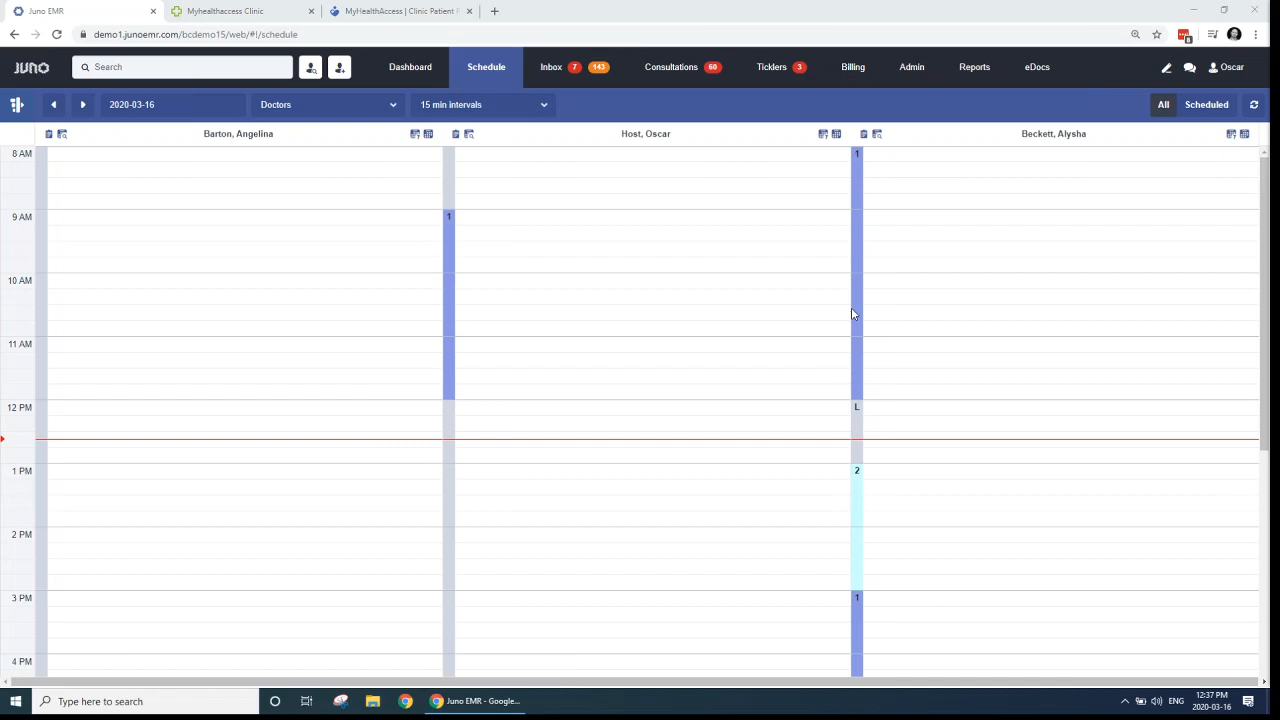 Juno EMR
Myhealthaccess Clinic
MyHealthAccess | Clinic Patient P
demo1.junoemr.com/bcdemo15/web/#!/schedule
JUNO
Search
Dashboard
Schedule
Inbox 7 143
Consultations 60
Ticklers 3
Billing
Admin
Reports
eDocs
Oscar
2020-03-16
Doctors
15 min intervals
All
Scheduled
Barton, Angelina
Host, Oscar
Beckett, Alysha
8 AM
1
9 AM
1
10 AM
11 AM
12 PM
L
1 PM
2
2 PM
3 PM
1
4 PM
Type here to search
Juno EMR - Google...
ENG
12:37 PM
2020-03-16